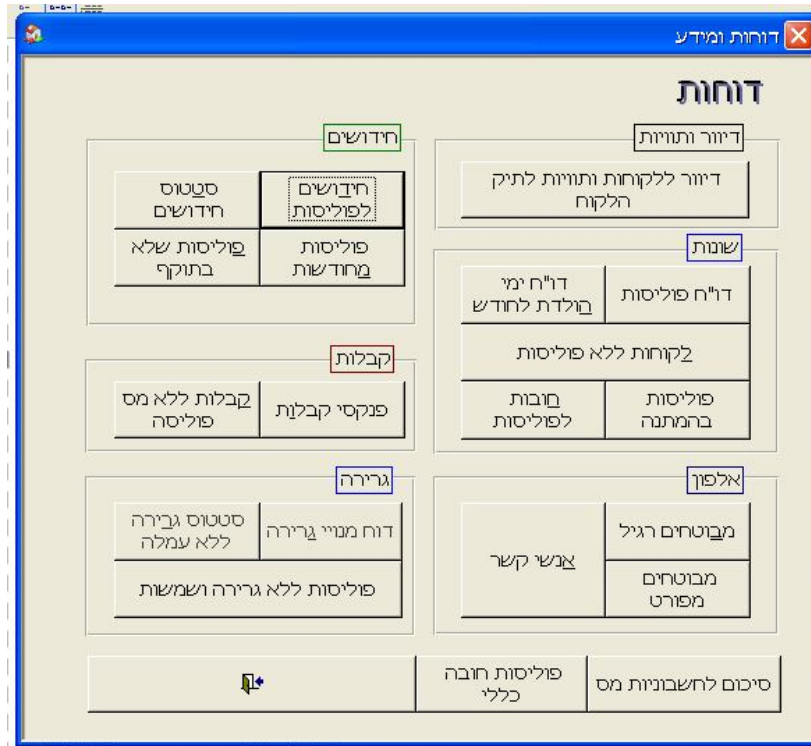 דוחות ומידע
דוחות
דיוור ותוויות
דיוור ללקוחות ותוויות לתיק
הלקוח
שונות
דו"ח פוליסות
דו"ח ימי
הולדת לחודש
לקוחות ללא פוליסות
פוליסות
בהמתנה
חובות
לפוליסות
אלפון
מבוטחים רגיל
מבוטחים
מפורט
אנשי קשר
חידושים
חידושים
לפוליסות
סטטוס
חידושים
פוליסות
מחודשות
פוליסות שלא
בתוקף
קבלות
פנקסי קבלות
קבלות ללא מס
פוליסה
גרירה
דוח מנויי גרירה
סטטוס גבירה
ללא עמלה
פוליסות ללא גרירה ושמשות
סיכום לחשבוניות מס
פוליסות חובה
כללי